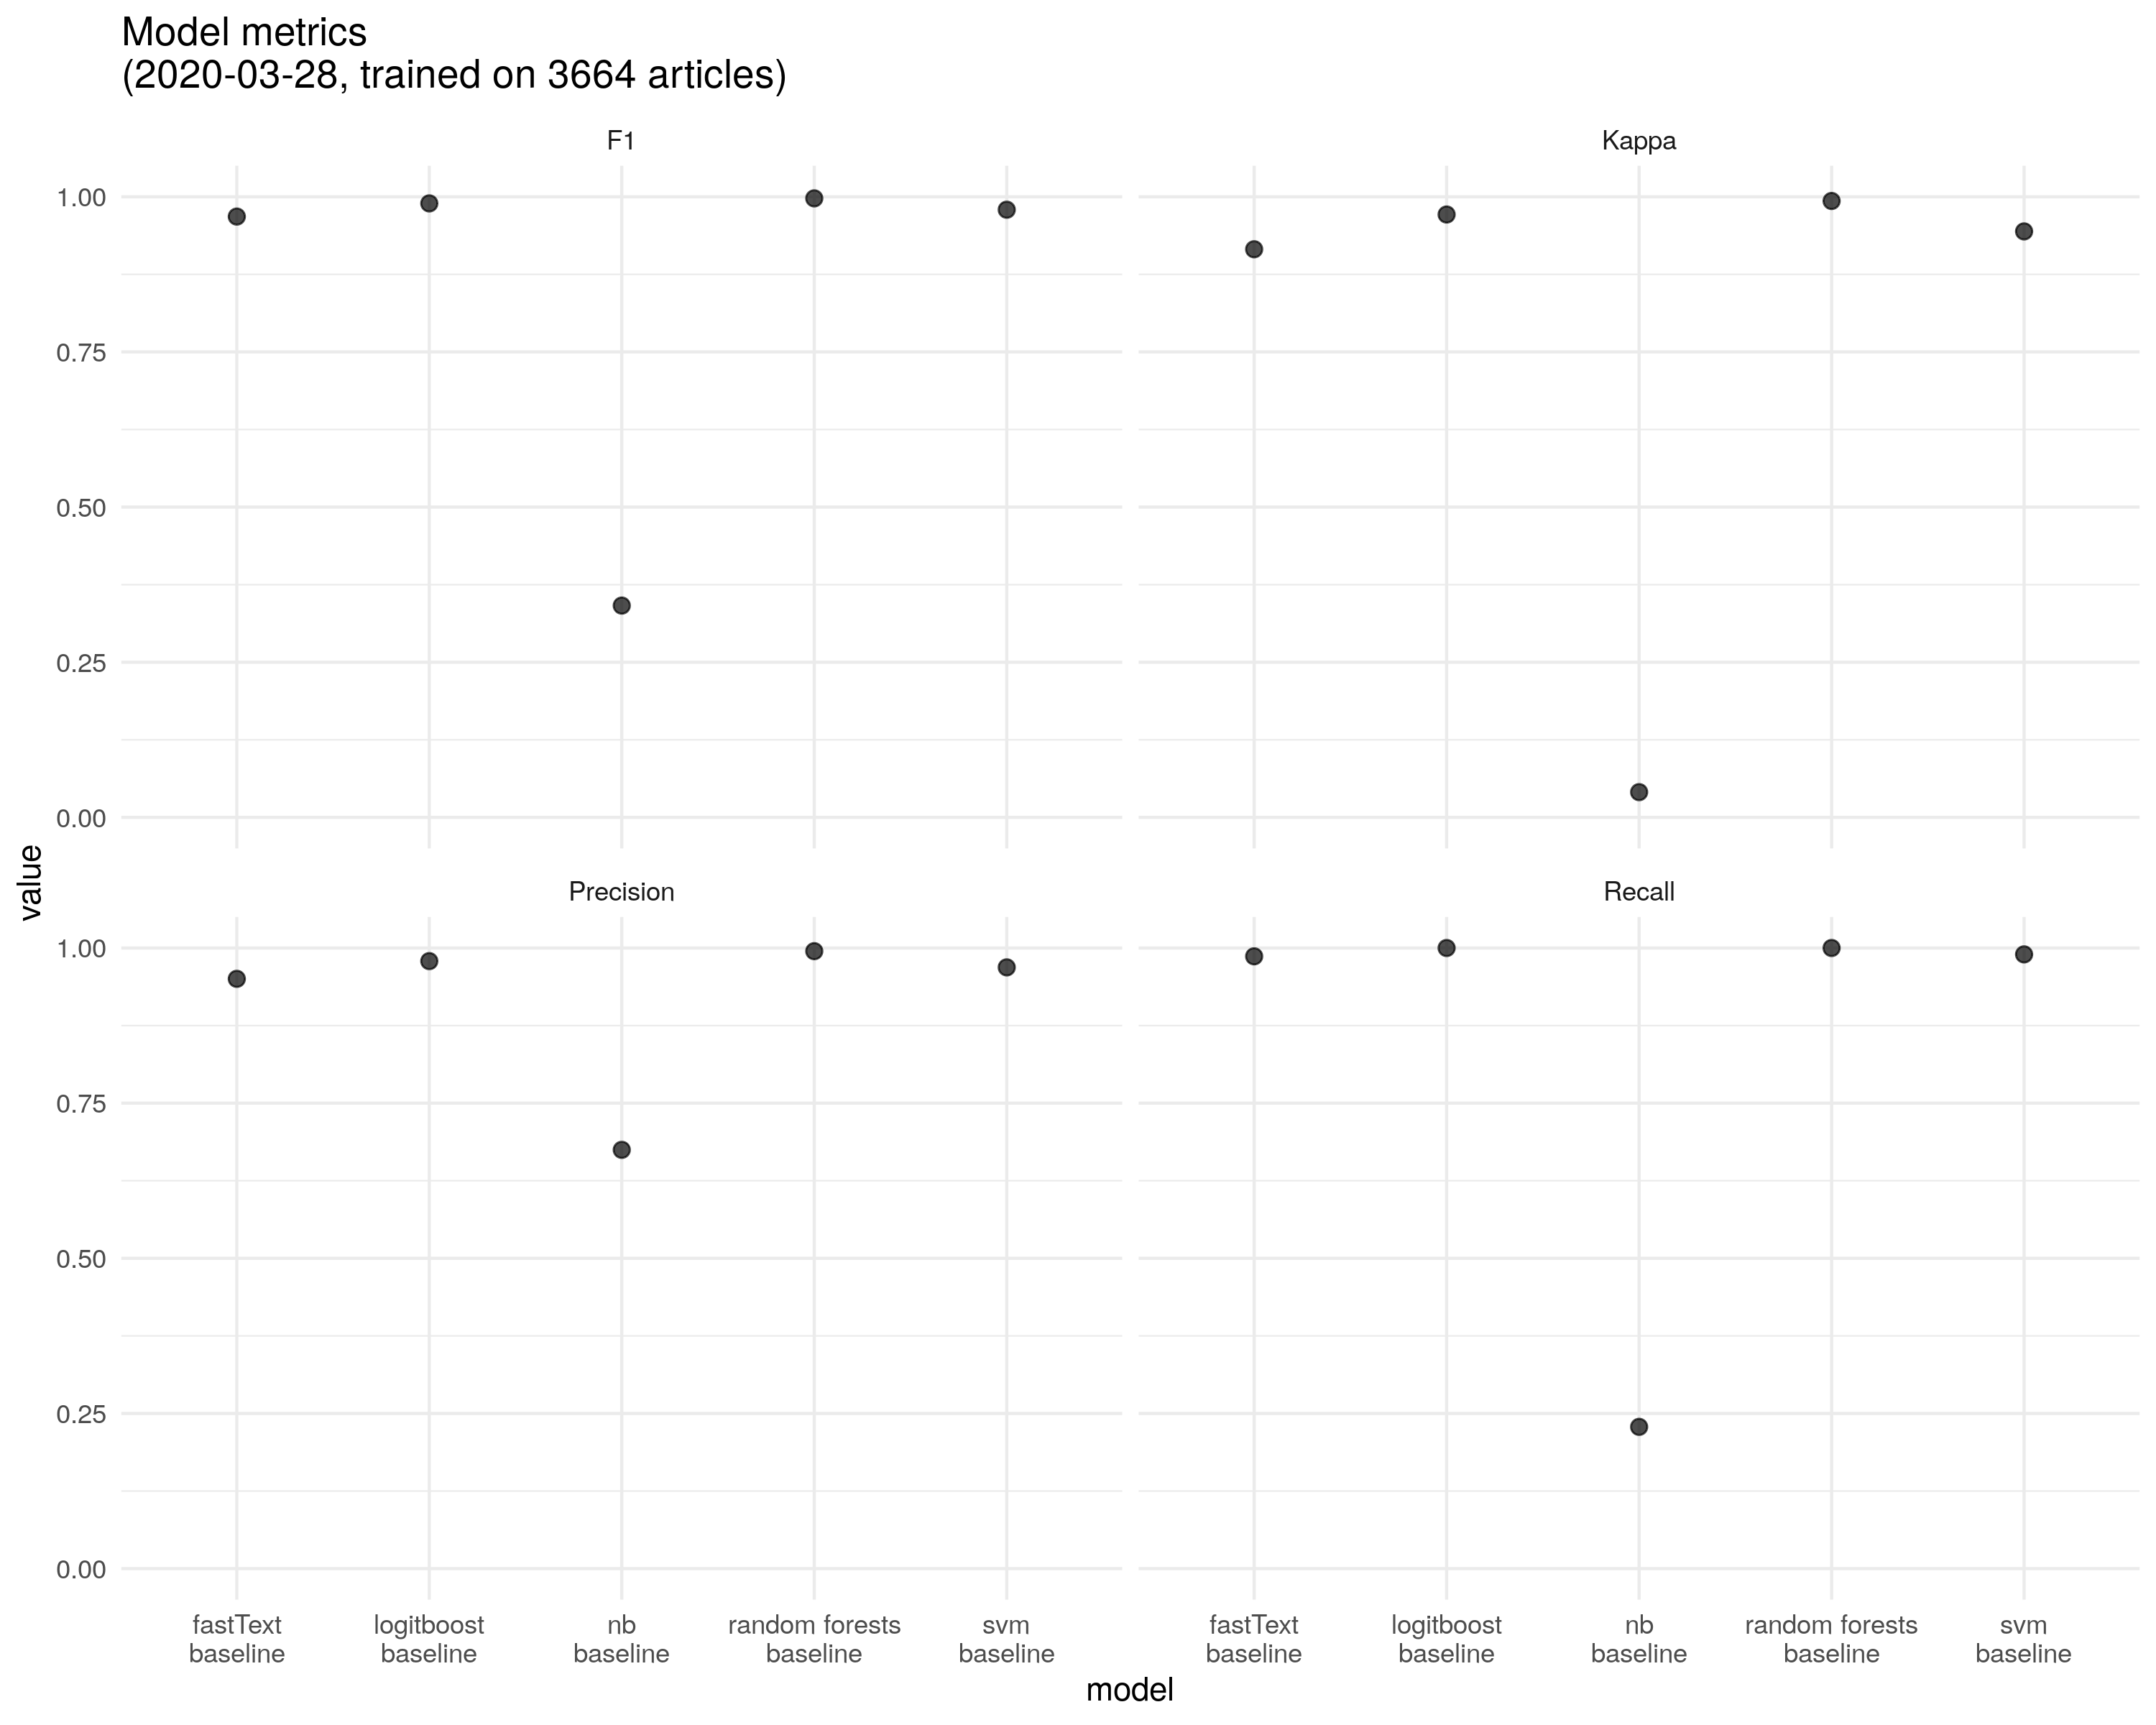 Model metrics
(2020-03-28, trained on 3664 articles)
F1
Kappa
1.00
0.75
0.50
0.25
0.00
value
Precision
Recall
1.00
0.75
0.50
0.25
0.00
fastText
baseline
logitboost
baseline
nb
baseline
random forests
baseline
svm
baseline
fastText
baseline
logitboost
baseline
nb
baseline
random forests
baseline
svm
baseline
model